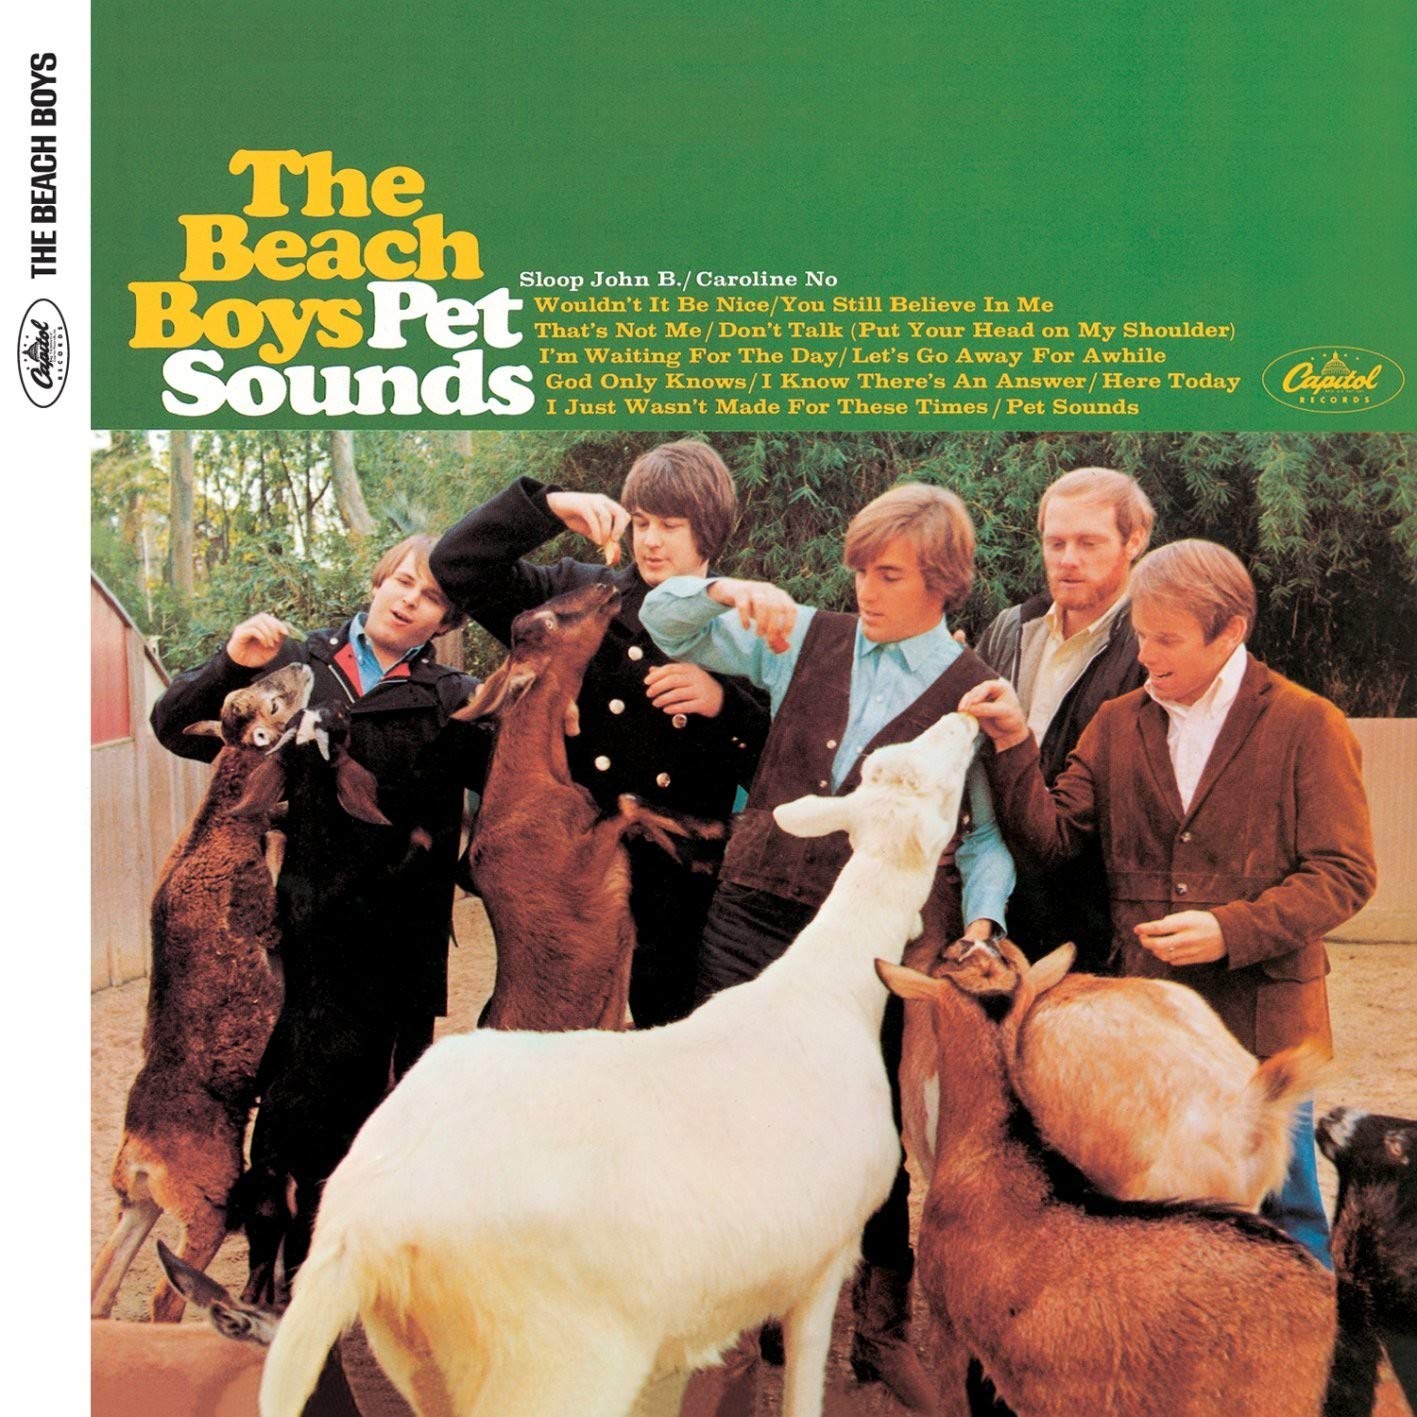 THE BEACH BOYS
Capitol
RECORDS
The
Beach
Boys Pet
Sounds
Sloop John B./Caroline No
Wouldn't It Be Nice/You Still Believe In Me
That's Not Me/Don't Talk (Put Your Head on My Shoulder)
I'm Waiting For The Day/Let's Go Away For Awhile
God Only Knows/I Know There's An Answer/Here Today
I Just Wasn't Made For These Times/Pet Sounds
Capitol
RECORDS